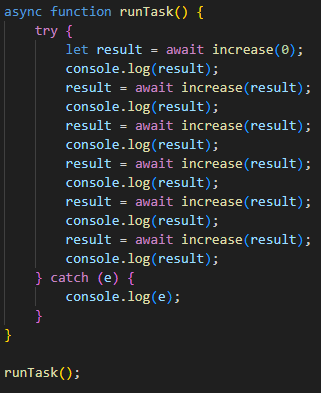 async function runTask() {
    try {
        let result = await increase(0);
        console.log(result);
        result = await increase(result);
        console.log(result);
        result = await increase(result);
        console.log(result);
        result = await increase(result);
        console.log(result);
        result = await increase(result);
        console.log(result);
        result = await increase(result);
        console.log(result);
    } catch (e) {
        console.log(e);
    }
}

runTask();